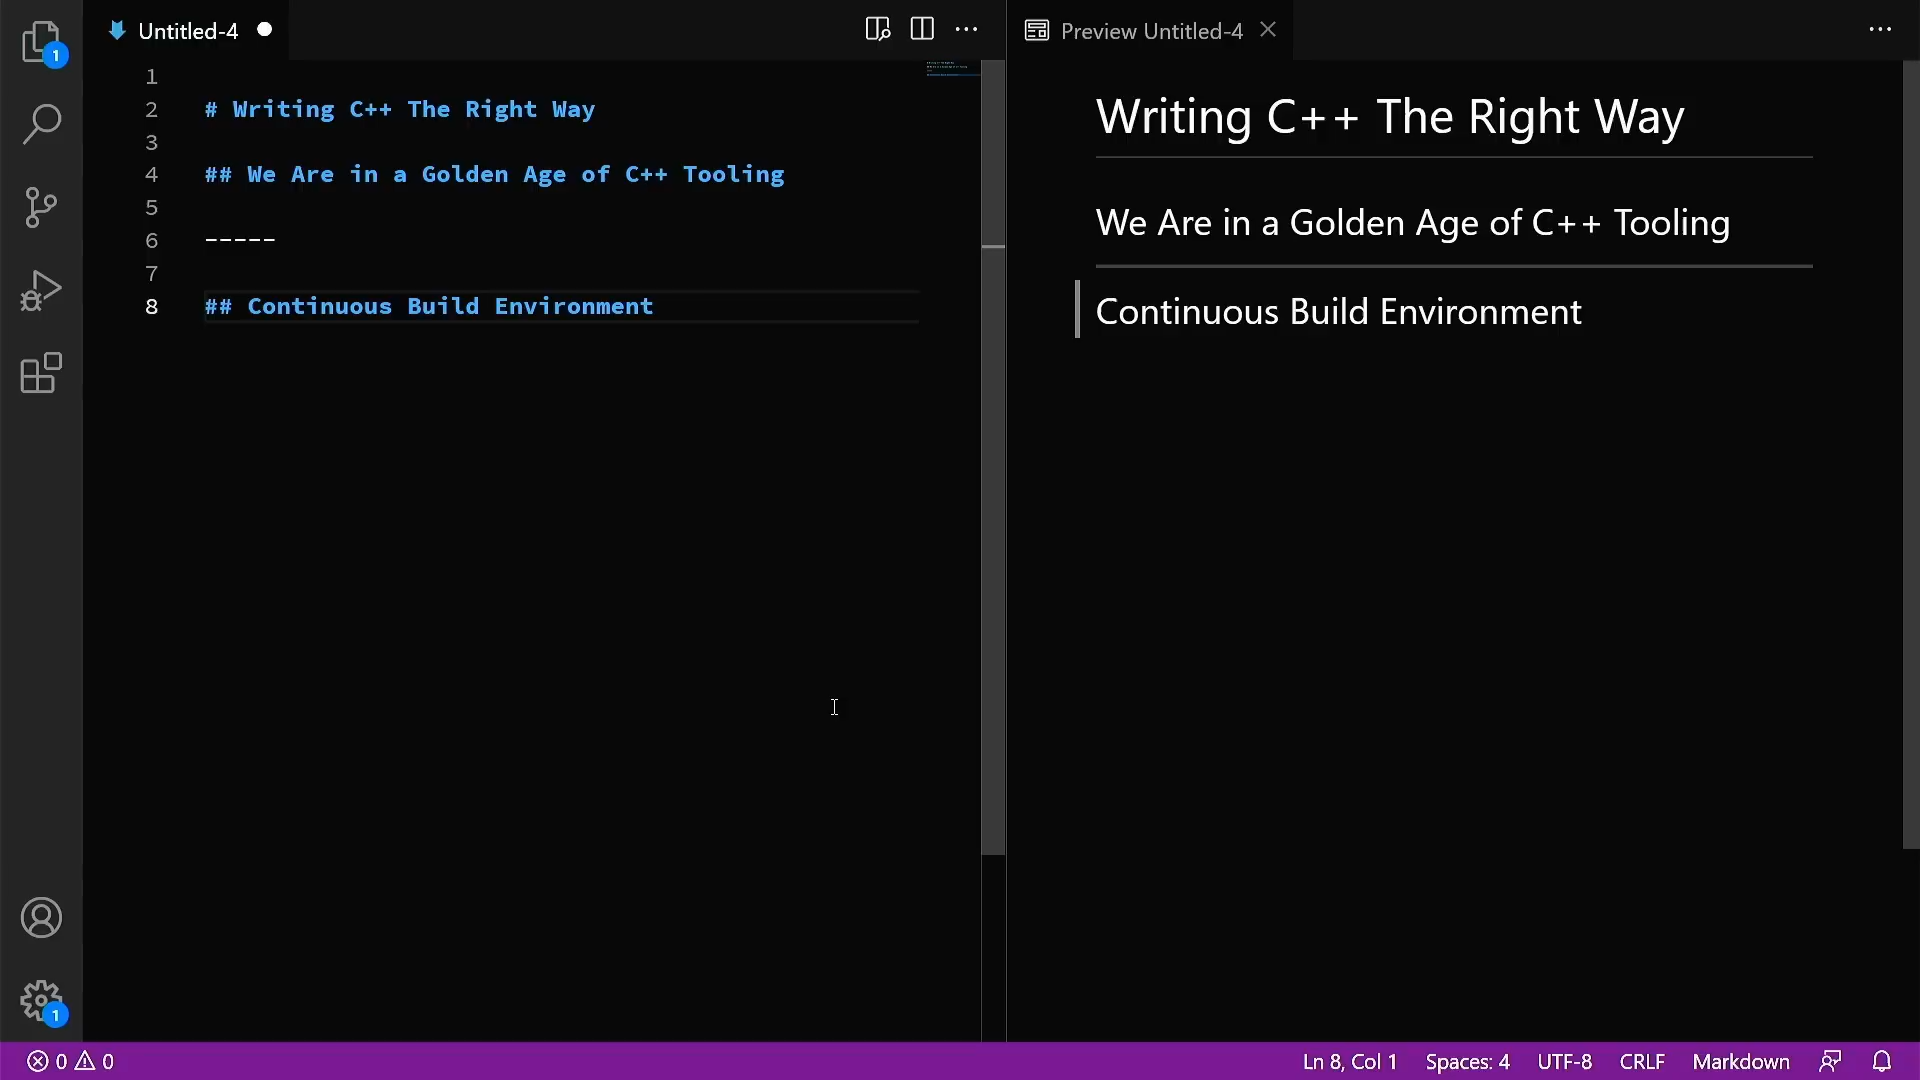 Untitled-4
Preview Untitled-4
1
1
2 # Writing C++ The Right Way
3
4 ## We Are in a Golden Age of C++ Tooling
5
6 -----
7
8 ## Continuous Build Environment
Writing C++ The Right Way
We Are in a Golden Age of C++ Tooling
Continuous Build Environment
1
0 0
Ln 8, Col 1 Spaces: 4 UTF-8 CRLF Markdown